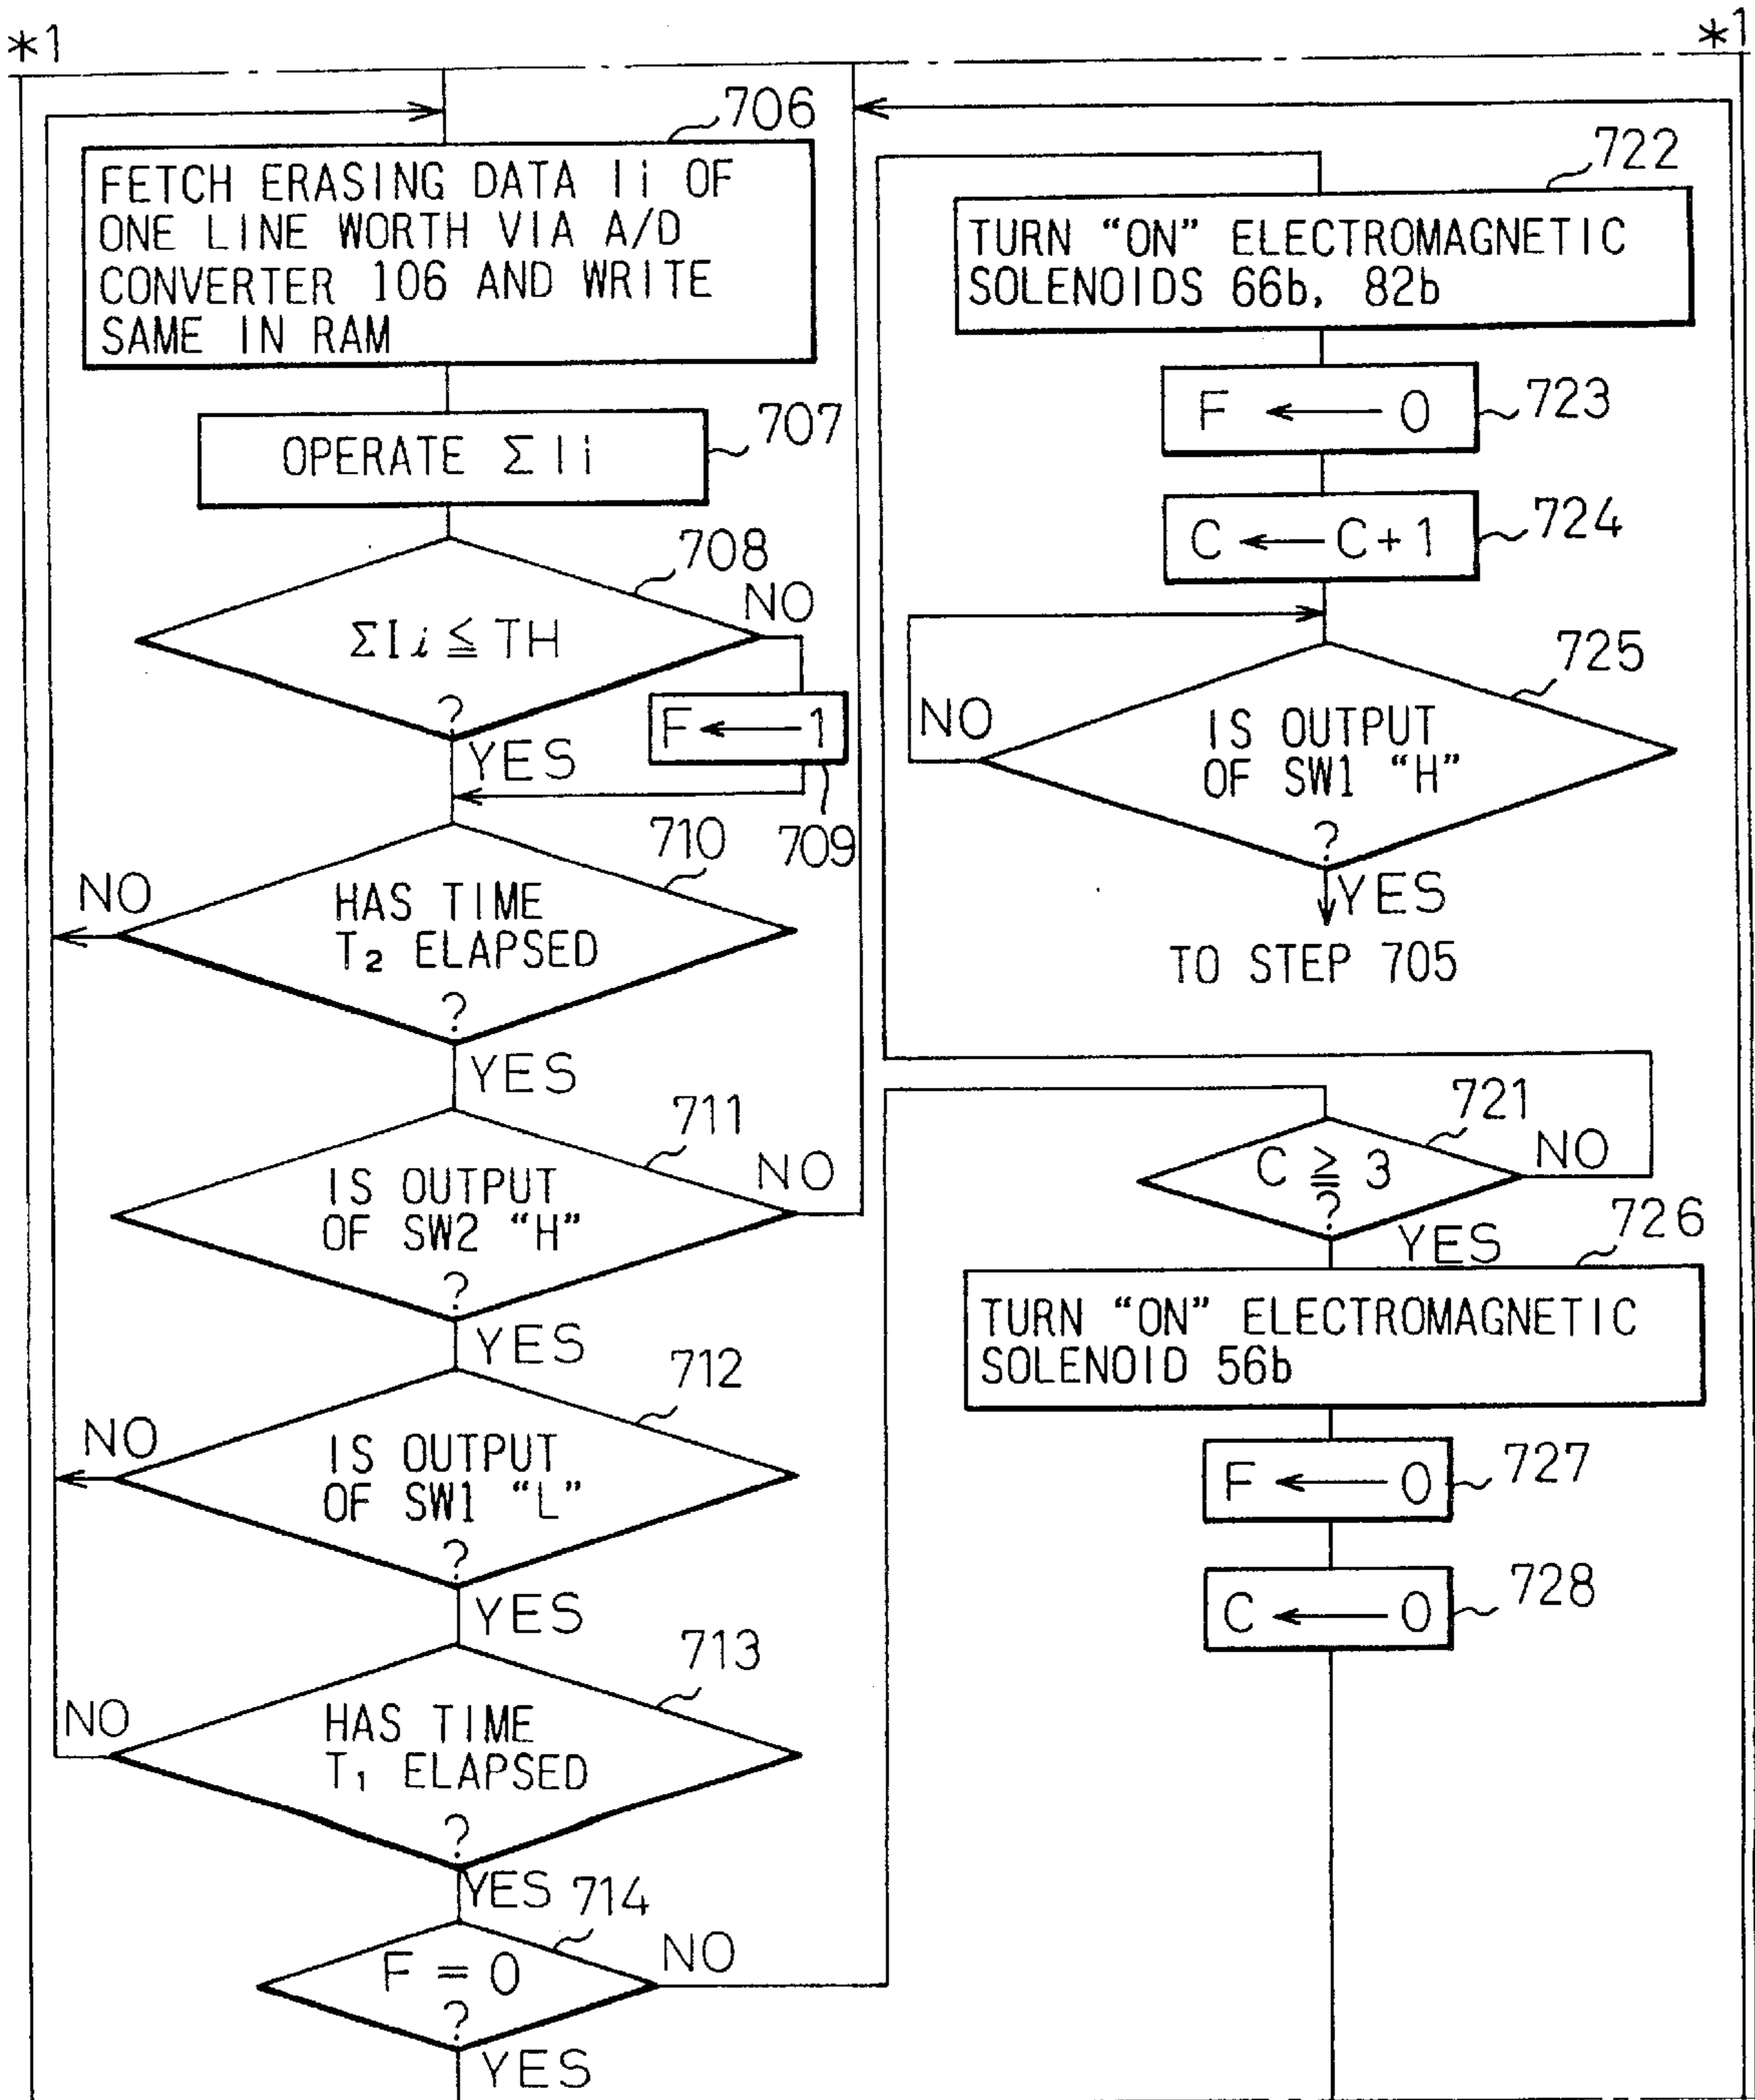 *1
*1
706
FETCH ERASING DATA Ii OF
ONE LINE WORTH VIA A/D
CONVERTER 106 AND WRITE
SAME IN RAM
707
OPERATE Σ Ii
708
NO
ΣIi ≦ TH
?
YES
F ← 1
709
710
NO
HAS TIME
T₂ ELAPSED
?
YES
711
NO
IS OUTPUT
OF SW2 “H”
?
YES
712
NO
IS OUTPUT
OF SW1 “L”
?
YES
713
NO
HAS TIME
T₁ ELAPSED
?
YES
714
NO
F = 0
?
YES
722
TURN “ON” ELECTROMAGNETIC
SOLENOIDS 66b, 82b
F ← 0
723
C ← C+1
724
725
NO
IS OUTPUT
OF SW1 “H”
?
YES
TO STEP 705
721
C ≧ 3
NO
?
YES
726
TURN “ON” ELECTROMAGNETIC
SOLENOID 56b
F ← 0
727
C ← 0
728